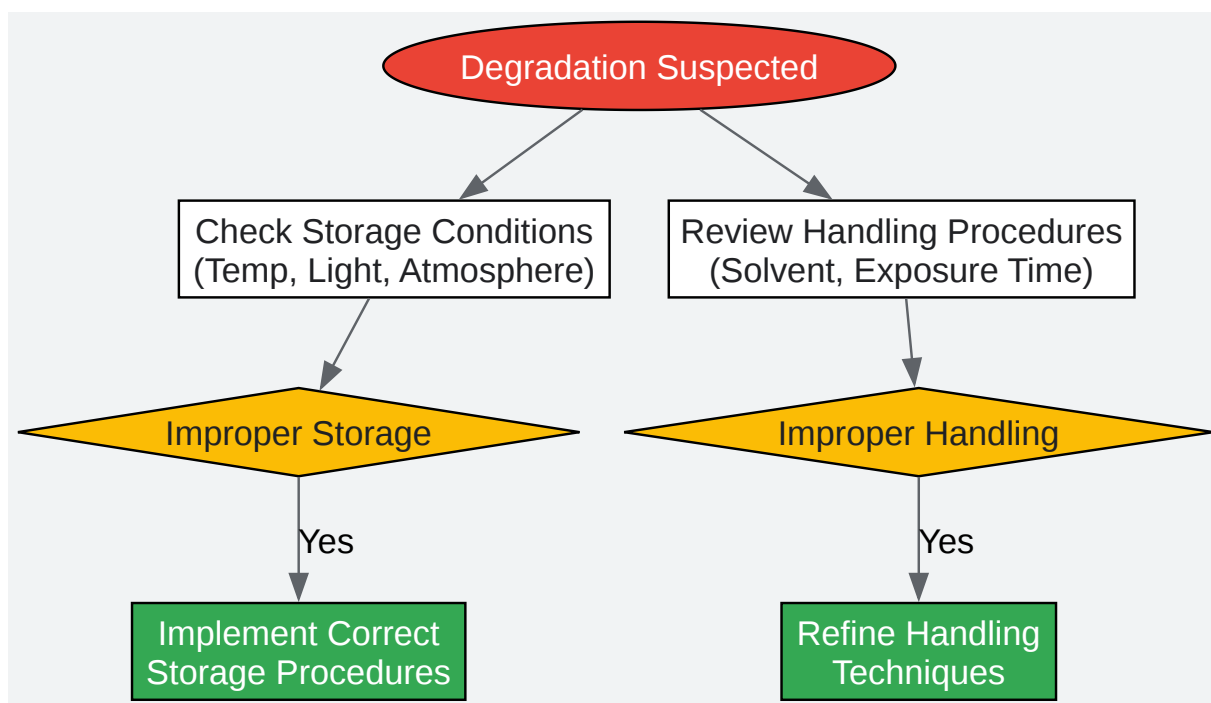 Degradation Suspected
Check Storage Conditions
(Temp, Light, Atmosphere)
Review Handling Procedures
(Solvent, Exposure Time)
Improper Storage
Improper Handling
Yes
Yes
Implement Correct
Storage Procedures
Refine Handling
Techniques